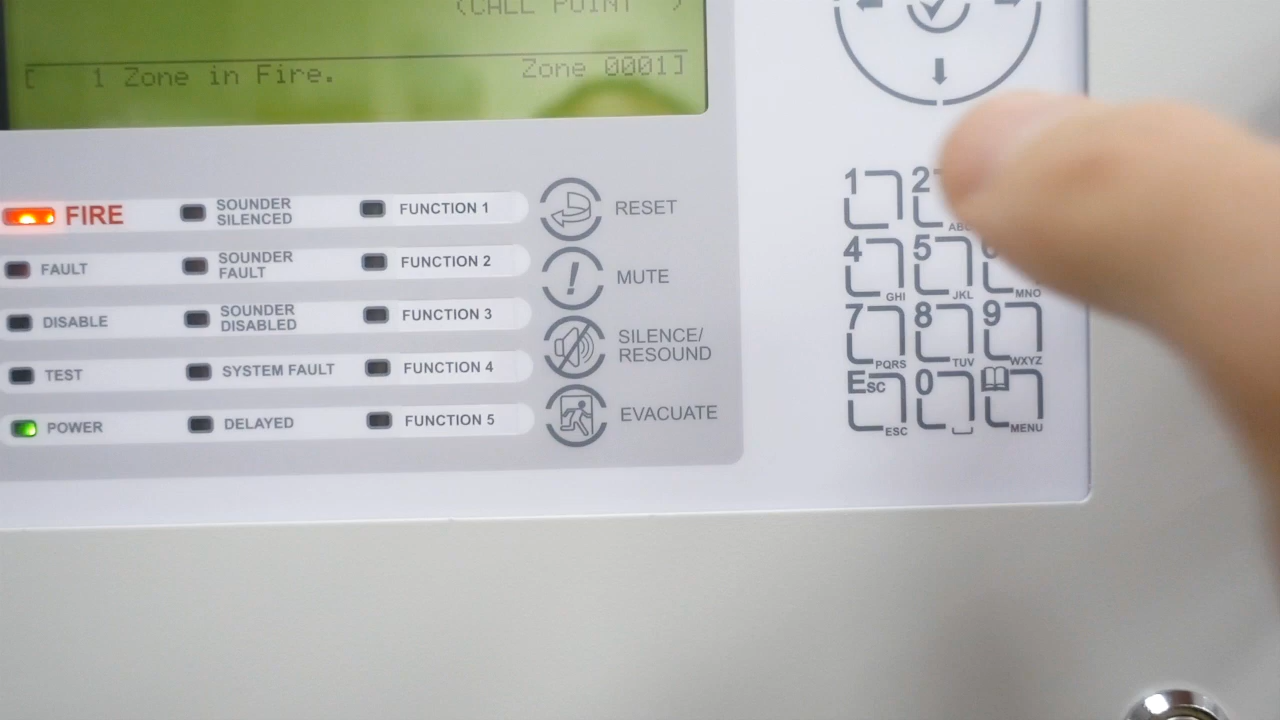 (CALL POINT )
[ 1 Zone in Fire. Zone 0001]
FIRE
SOUNDER SILENCED
FUNCTION 1
RESET
FAULT
SOUNDER FAULT
FUNCTION 2
MUTE
DISABLE
SOUNDER DISABLED
FUNCTION 3
SILENCE/
RESOUND
TEST
SYSTEM FAULT
FUNCTION 4
POWER
DELAYED
FUNCTION 5
EVACUATE
1 2
4 GHI 5 JKL MNO
7 PQRS 8 TUV 9 WXYZ
Esc ESC 0 MENU